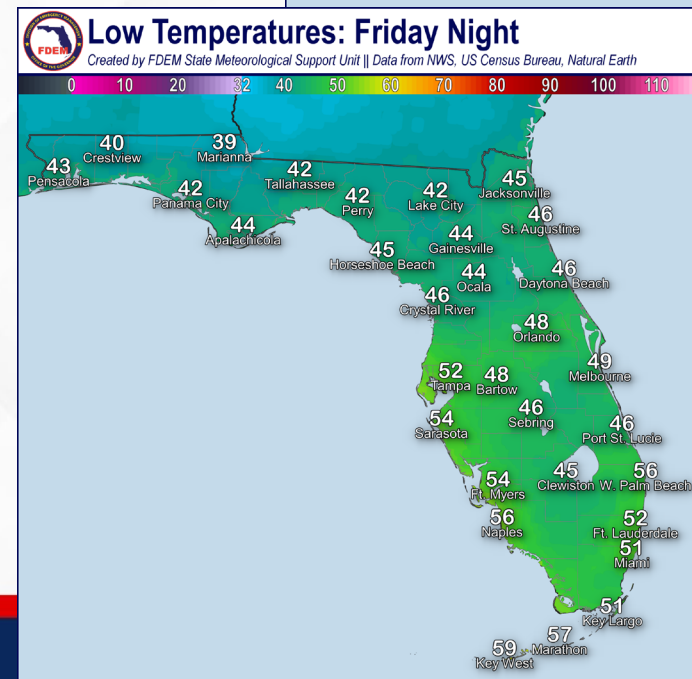 FDEM
Low Temperatures: Friday Night
Created by FDEM State Meteorological Support Unit || Data from NWS, US Census Bureau, Natural Earth
0 10 20 32 40 50 60 70 80 90 100 110
40
Crestview
39
Marianna
43
Pensacola
42
Panama City
42
Tallahassee
42
Perry
42
Lake City
45
Jacksonville
44
Apalachicola
46
St. Augustine
44
Gainesville
45
Horseshoe Beach
44
Ocala
46
Daytona Beach
46
Crystal River
48
Orlando
49
Melbourne
52
Tampa
48
Bartow
46
Sebring
54
Sarasota
46
Port St. Lucie
45
Clewiston
56
W. Palm Beach
54
Ft. Myers
56
Naples
52
Ft. Lauderdale
51
Miami
51
Key Largo
57
Marathon
59
Key West